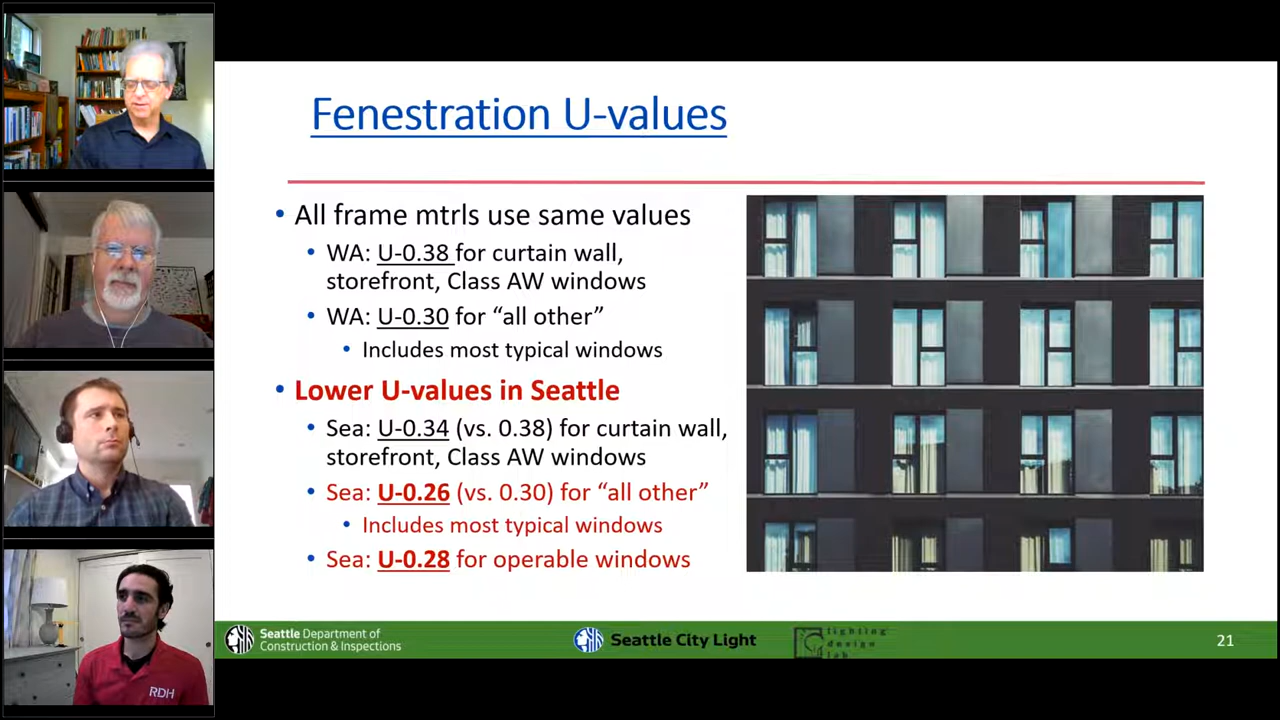 Fenestration U-values
• All frame mtrls use same values
• WA: U-0.38 for curtain wall,
storefront, Class AW windows
• WA: U-0.30 for “all other”
• Includes most typical windows
• Lower U-values in Seattle
• Sea: U-0.34 (vs. 0.38) for curtain wall,
storefront, Class AW windows
• Sea: U-0.26 (vs. 0.30) for “all other”
• Includes most typical windows
• Sea: U-0.28 for operable windows
RDH
Seattle Department of
Construction & Inspections
Seattle City Light
lighting
design
lab
21